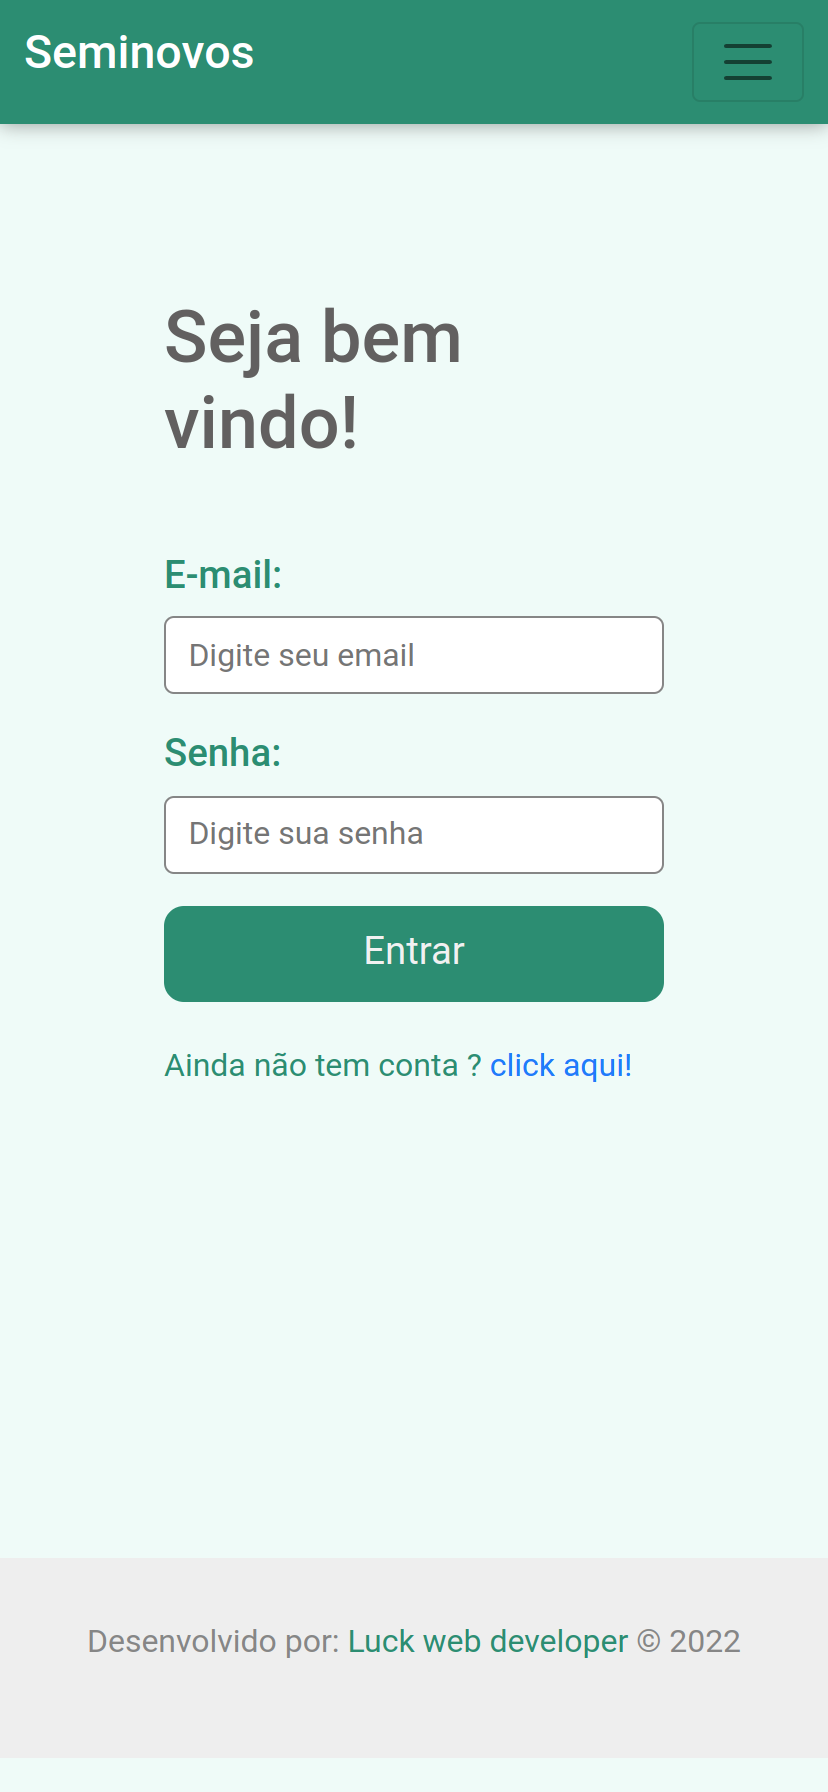 Seminovos
Seja bem
vindo!
E-mail:
Digite seu email
Senha:
Digite sua senha
Entrar
Ainda não tem conta ? click aqui!
Desenvolvido por: Luck web developer © 2022